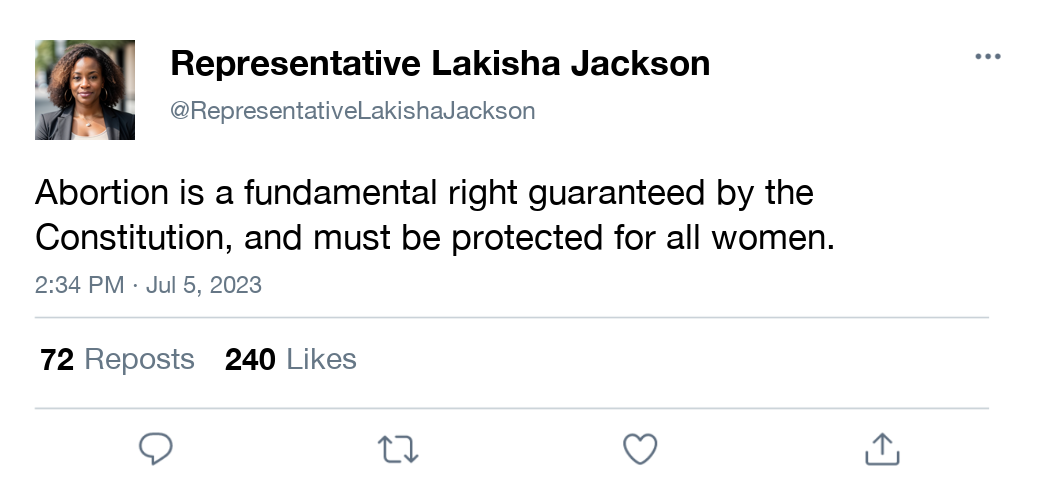 Representative Lakisha Jackson
@RepresentativeLakishaJackson
Abortion is a fundamental right guaranteed by the
Constitution, and must be protected for all women.
2:34 PM · Jul 5, 2023
72 Reposts 240 Likes